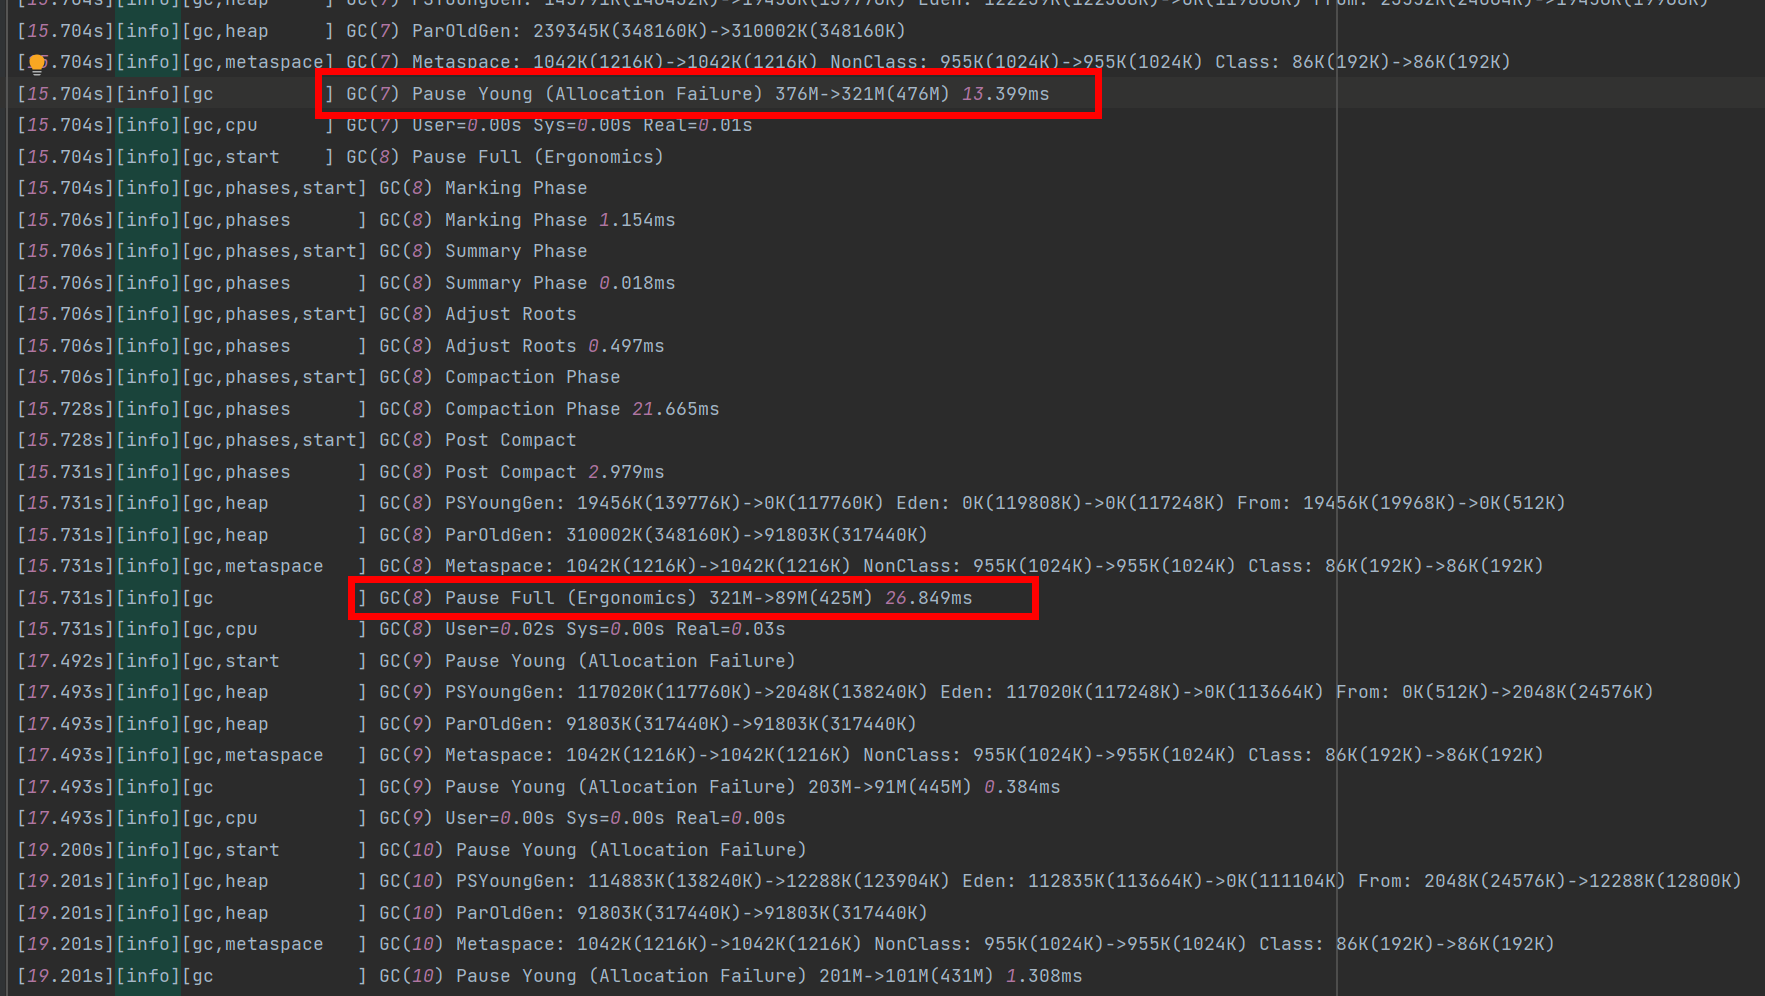 [15.704s][info][gc,heap     ] GC(7) PSYoungGen: 145791K(148432K)->19456K(139776K) Eden: 122239K(122368K)->0K(119808K) From: 23552K(24064K)->19456K(19968K)
[15.704s][info][gc,heap     ] GC(7) ParOldGen: 239345K(348160K)->310002K(348160K)
[15.704s][info][gc,metaspace] GC(7) Metaspace: 1042K(1216K)->1042K(1216K) NonClass: 955K(1024K)->955K(1024K) Class: 86K(192K)->86K(192K)
[15.704s][info][gc          ] GC(7) Pause Young (Allocation Failure) 376M->321M(476M) 13.399ms
[15.704s][info][gc,cpu      ] GC(7) User=0.00s Sys=0.00s Real=0.01s
[15.704s][info][gc,start    ] GC(8) Pause Full (Ergonomics)
[15.704s][info][gc,phases,start] GC(8) Marking Phase
[15.706s][info][gc,phases      ] GC(8) Marking Phase 1.154ms
[15.706s][info][gc,phases,start] GC(8) Summary Phase
[15.706s][info][gc,phases      ] GC(8) Summary Phase 0.018ms
[15.706s][info][gc,phases,start] GC(8) Adjust Roots
[15.706s][info][gc,phases      ] GC(8) Adjust Roots 0.497ms
[15.706s][info][gc,phases,start] GC(8) Compaction Phase
[15.728s][info][gc,phases      ] GC(8) Compaction Phase 21.665ms
[15.728s][info][gc,phases,start] GC(8) Post Compact
[15.731s][info][gc,phases      ] GC(8) Post Compact 2.979ms
[15.731s][info][gc,heap        ] GC(8) PSYoungGen: 19456K(139776K)->0K(117760K) Eden: 0K(119808K)->0K(117248K) From: 19456K(19968K)->0K(512K)
[15.731s][info][gc,heap        ] GC(8) ParOldGen: 310002K(348160K)->91803K(317440K)
[15.731s][info][gc,metaspace   ] GC(8) Metaspace: 1042K(1216K)->1042K(1216K) NonClass: 955K(1024K)->955K(1024K) Class: 86K(192K)->86K(192K)
[15.731s][info][gc             ] GC(8) Pause Full (Ergonomics) 321M->89M(425M) 26.849ms
[15.731s][info][gc,cpu         ] GC(8) User=0.02s Sys=0.00s Real=0.03s
[17.492s][info][gc,start       ] GC(9) Pause Young (Allocation Failure)
[17.493s][info][gc,heap        ] GC(9) PSYoungGen: 117020K(117760K)->2048K(138240K) Eden: 117020K(117248K)->0K(113664K) From: 0K(512K)->2048K(24576K)
[17.493s][info][gc,heap        ] GC(9) ParOldGen: 91803K(317440K)->91803K(317440K)
[17.493s][info][gc,metaspace   ] GC(9) Metaspace: 1042K(1216K)->1042K(1216K) NonClass: 955K(1024K)->955K(1024K) Class: 86K(192K)->86K(192K)
[17.493s][info][gc             ] GC(9) Pause Young (Allocation Failure) 203M->91M(445M) 0.384ms
[17.493s][info][gc,cpu         ] GC(9) User=0.00s Sys=0.00s Real=0.00s
[19.200s][info][gc,start       ] GC(10) Pause Young (Allocation Failure)
[19.201s][info][gc,heap        ] GC(10) PSYoungGen: 114883K(138240K)->12288K(123904K) Eden: 112835K(113664K)->0K(111104K) From: 2048K(24576K)->12288K(12800K)
[19.201s][info][gc,heap        ] GC(10) ParOldGen: 91803K(317440K)->91803K(317440K)
[19.201s][info][gc,metaspace   ] GC(10) Metaspace: 1042K(1216K)->1042K(1216K) NonClass: 955K(1024K)->955K(1024K) Class: 86K(192K)->86K(192K)
[19.201s][info][gc             ] GC(10) Pause Young (Allocation Failure) 201M->101M(431M) 1.308ms